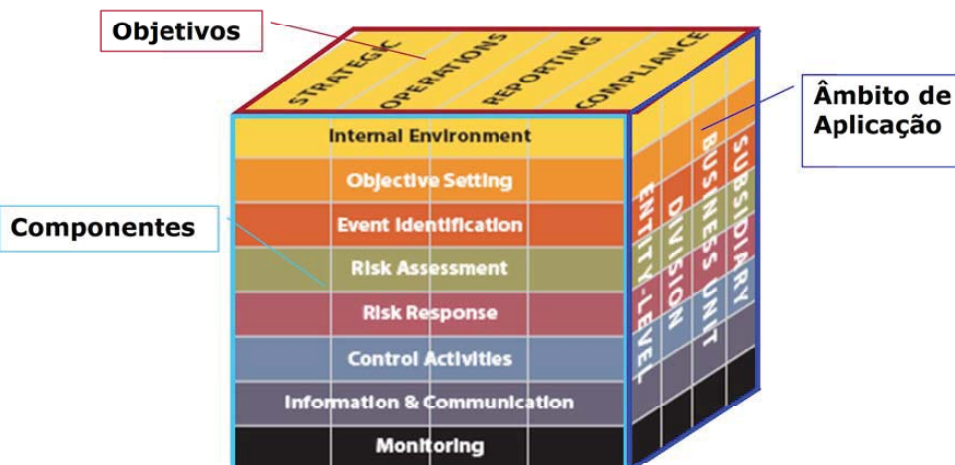 Objetivos
STRATEGIC
OPERATIONS
REPORTING
COMPLIANCE
Âmbito de
Aplicação
Componentes
Internal Environment
Objective Setting
Event Identification
Risk Assessment
Risk Response
Control Activities
Information & Communication
Monitoring
ENTITY-LEVEL
DIVISION
BUSINESS UNIT
SUBSIDIARY